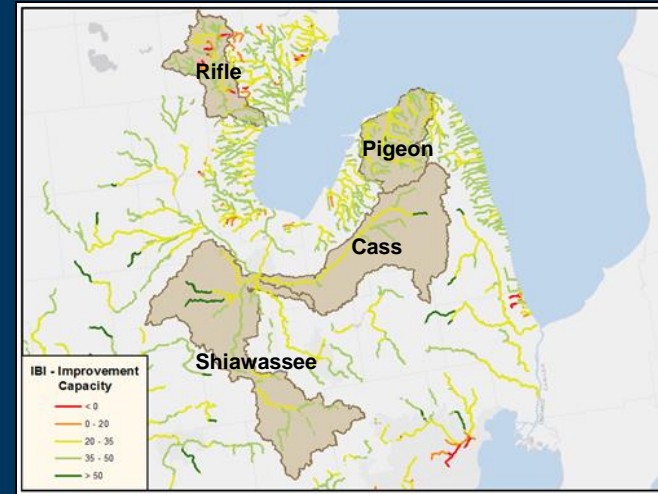 Rifle
Pigeon
Cass
Shiawassee
IBI - Improvement
Capacity
< 0
0 - 20
20 - 35
35 - 50
> 50